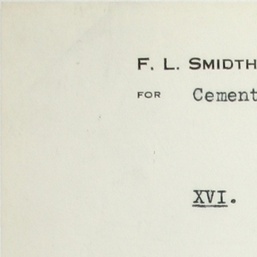 F. L. SMIDTH
FOR Cement
XVI.